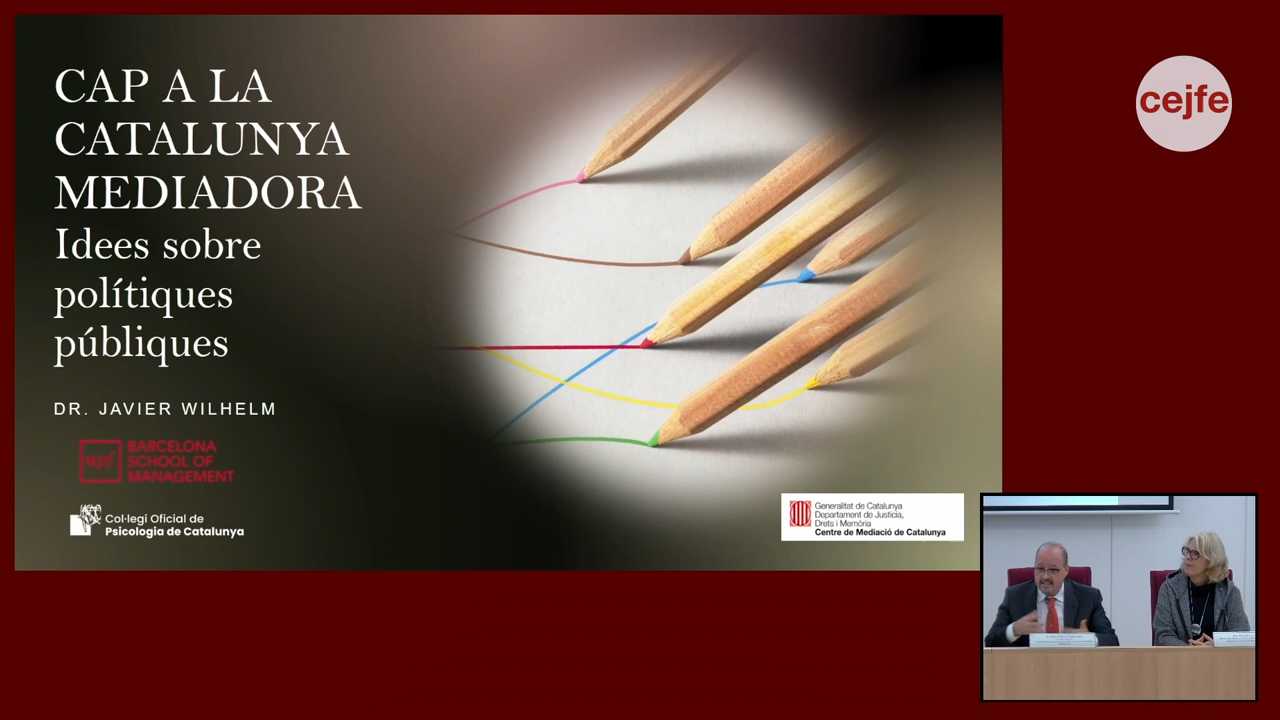 CAP A LA
CATALUNYA
MEDIADORA
Idees sobre
polítiques
públiques
DR. JAVIER WILHELM
upf.
BARCELONA
SCHOOL OF
MANAGEMENT
Col·legi Oficial de
Psicologia de Catalunya
Generalitat de Catalunya
Departament de Justícia,
Drets i Memòria
Centre de Mediació de Catalunya
cejfe